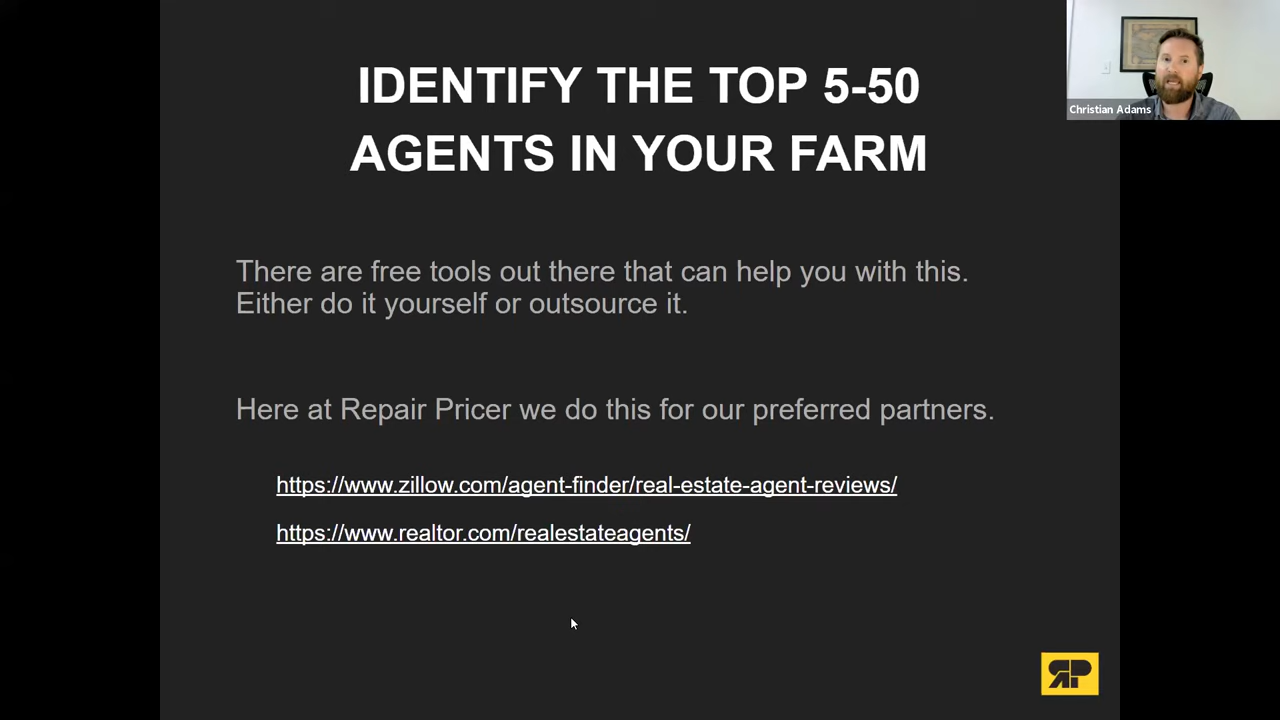 IDENTIFY THE TOP 5-50
AGENTS IN YOUR FARM
Christian Adams
There are free tools out there that can help you with this.
Either do it yourself or outsource it.
Here at Repair Pricer we do this for our preferred partners.
https://www.zillow.com/agent-finder/real-estate-agent-reviews/
https://www.realtor.com/realestateagents/
RP